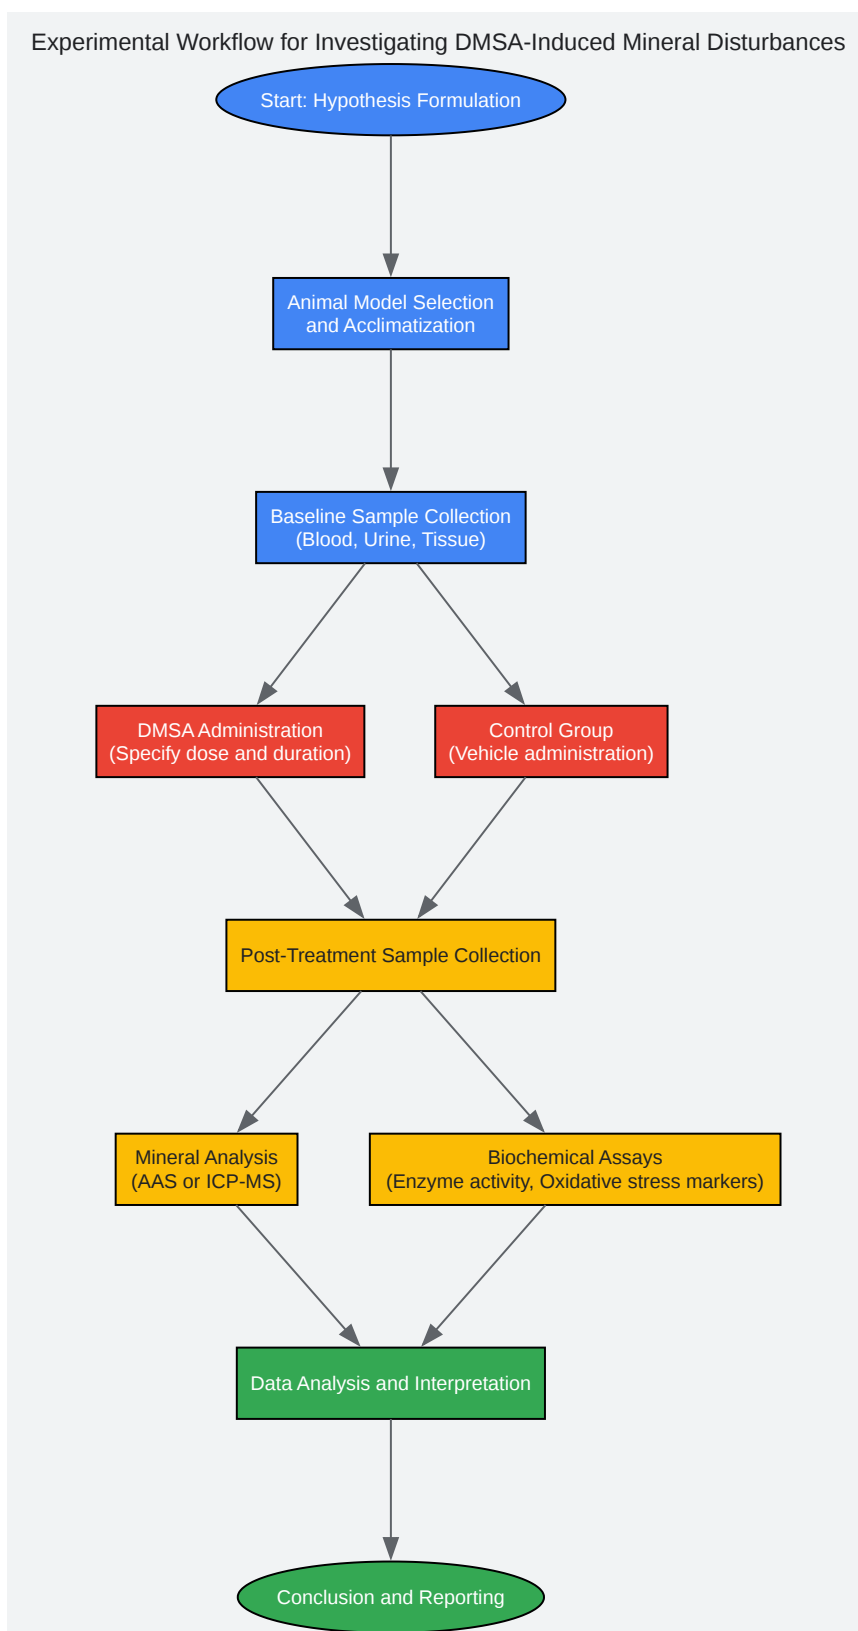 Experimental Workflow for Investigating DMSA-Induced Mineral Disturbances
Start: Hypothesis Formulation
Animal Model Selection
and Acclimatization
Baseline Sample Collection
(Blood, Urine, Tissue)
DMSA Administration
(Specify dose and duration)
Control Group
(Vehicle administration)
Post-Treatment Sample Collection
Mineral Analysis
(AAS or ICP-MS)
Biochemical Assays
(Enzyme activity, Oxidative stress markers)
Data Analysis and Interpretation
Conclusion and Reporting